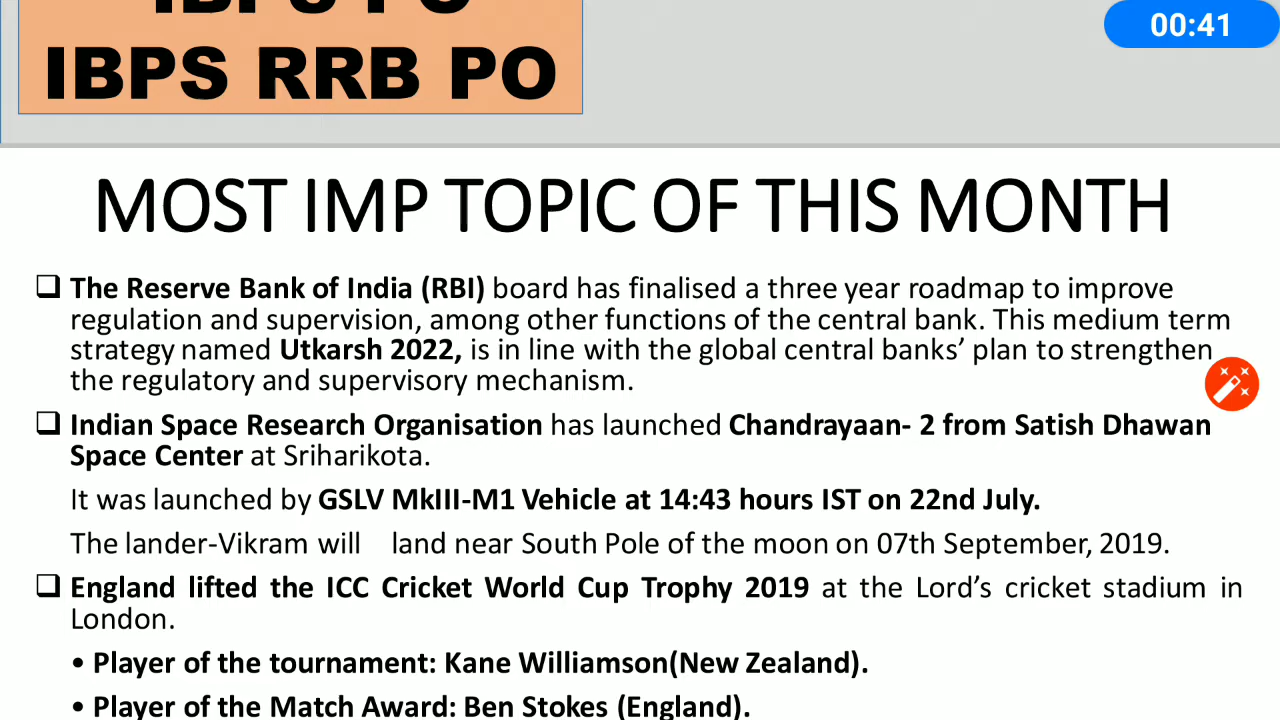 IBPS PO
IBPS RRB PO
00:41
MOST IMP TOPIC OF THIS MONTH
❑ The Reserve Bank of India (RBI) board has finalised a three year roadmap to improve
regulation and supervision, among other functions of the central bank. This medium term
strategy named Utkarsh 2022, is in line with the global central banks’ plan to strengthen
the regulatory and supervisory mechanism.
❑ Indian Space Research Organisation has launched Chandrayaan- 2 from Satish Dhawan
Space Center at Sriharikota.
It was launched by GSLV MkIII-M1 Vehicle at 14:43 hours IST on 22nd July.
The lander-Vikram will land near South Pole of the moon on 07th September, 2019.
❑ England lifted the ICC Cricket World Cup Trophy 2019 at the Lord’s cricket stadium in
London.
• Player of the tournament: Kane Williamson(New Zealand).
• Player of the Match Award: Ben Stokes (England).